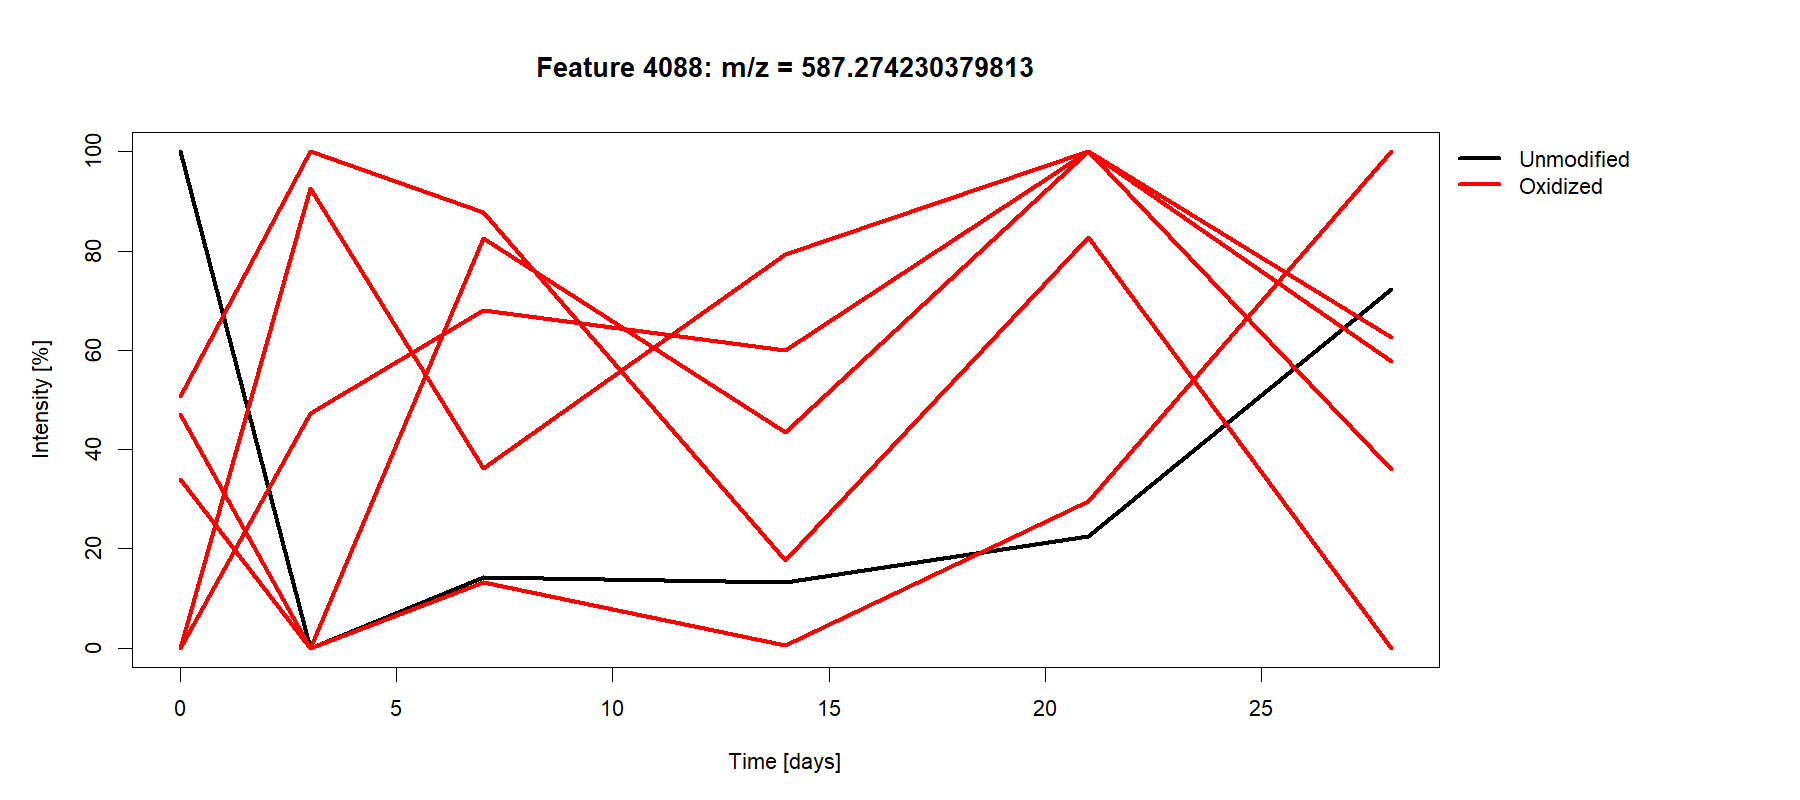 Feature 4088: m/z = 587.274230379813
Unmodified
Oxidized
Intensity [%]
100
80
60
40
20
0
0 5 10 15 20 25
Time [days]